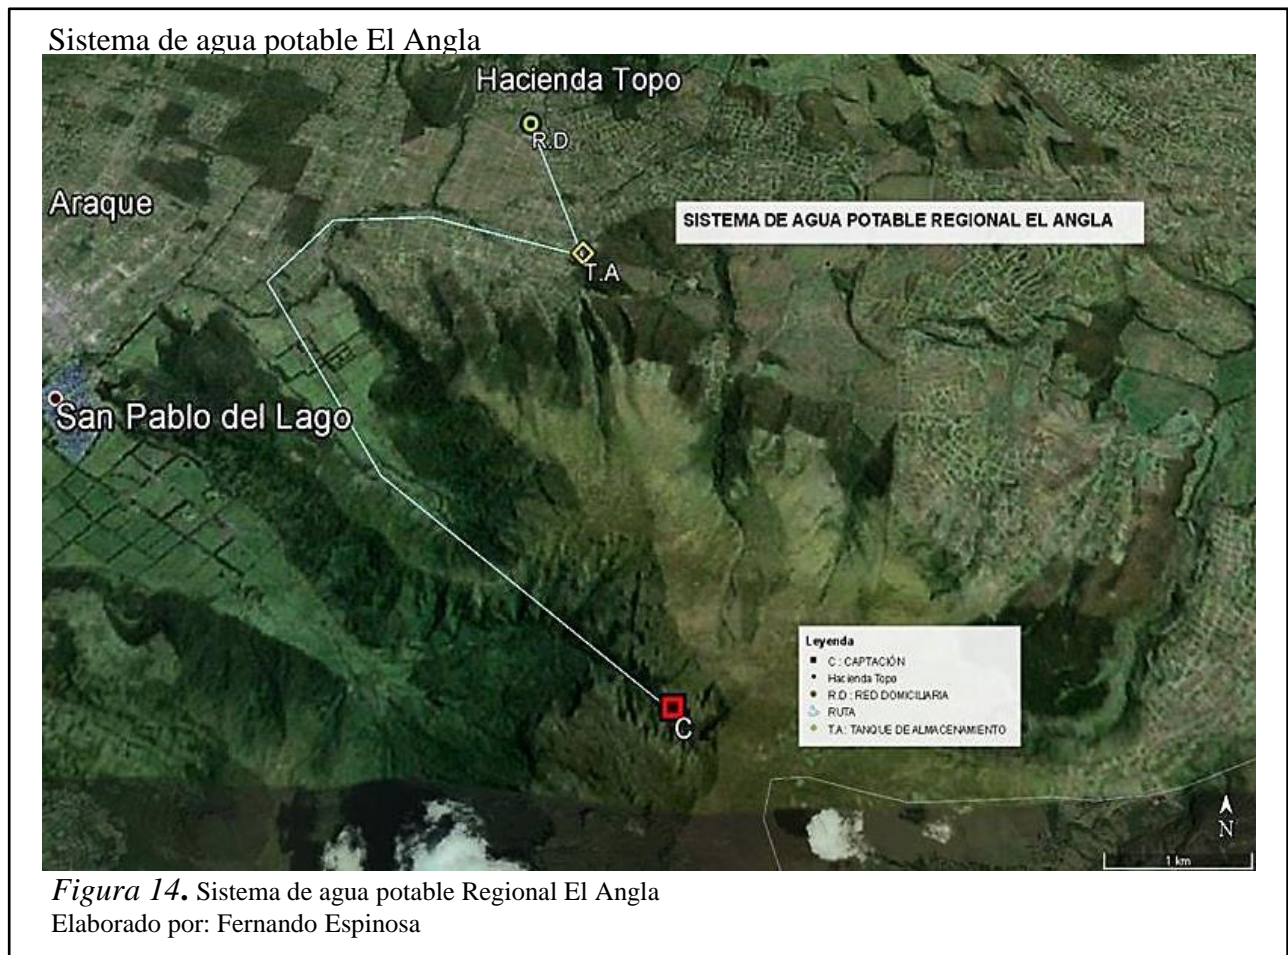 Sistema de agua potable El Angla
Hacienda Topo
R.D.
Araque
SISTEMA DE AGUA POTABLE REGIONAL EL ANGLA
T.A
San Pablo del Lago
Leyenda
C : CAPTACIÓN
Hacienda Topo
R.D : RED DOMICILIARIA
RUTA
T.A : TANQUE DE ALMACENAMIENTO
C
N
1 km
Figura 14. Sistema de agua potable Regional El Angla
Elaborado por: Fernando Espinosa